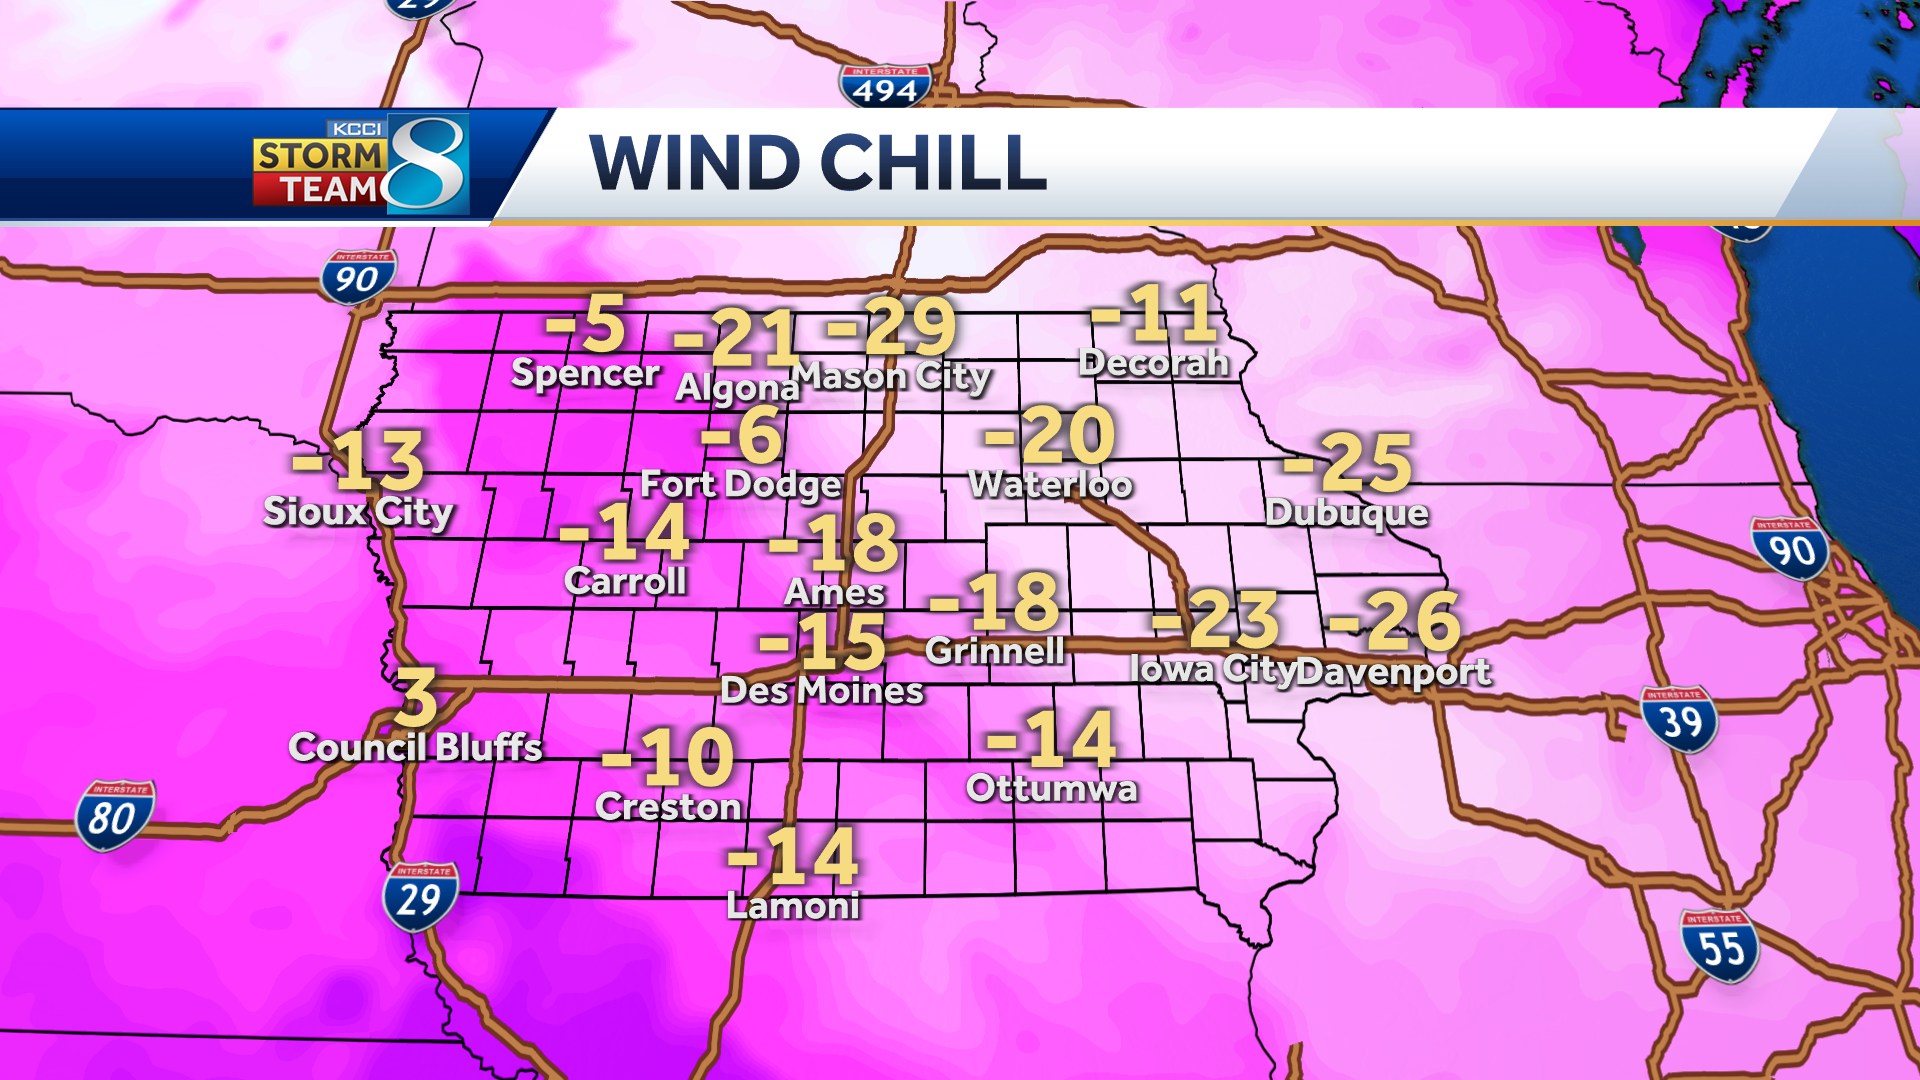 29
INTERSTATE
494
KCCI
STORM
TEAM
8
WIND CHILL
INTERSTATE
90
-5
Spencer
-21
Algona
-29
Mason City
-11
Decorah
-13
Sioux City
-6
Fort Dodge
-20
Waterloo
-25
Dubuque
-14
Carroll
-18
Ames
INTERSTATE
90
-18
Grinnell
-23
Iowa City
-26
Davenport
-15
Des Moines
3
Council Bluffs
INTERSTATE
39
-10
Creston
-14
Ottumwa
INTERSTATE
80
-14
Lamoni
INTERSTATE
29
INTERSTATE
55